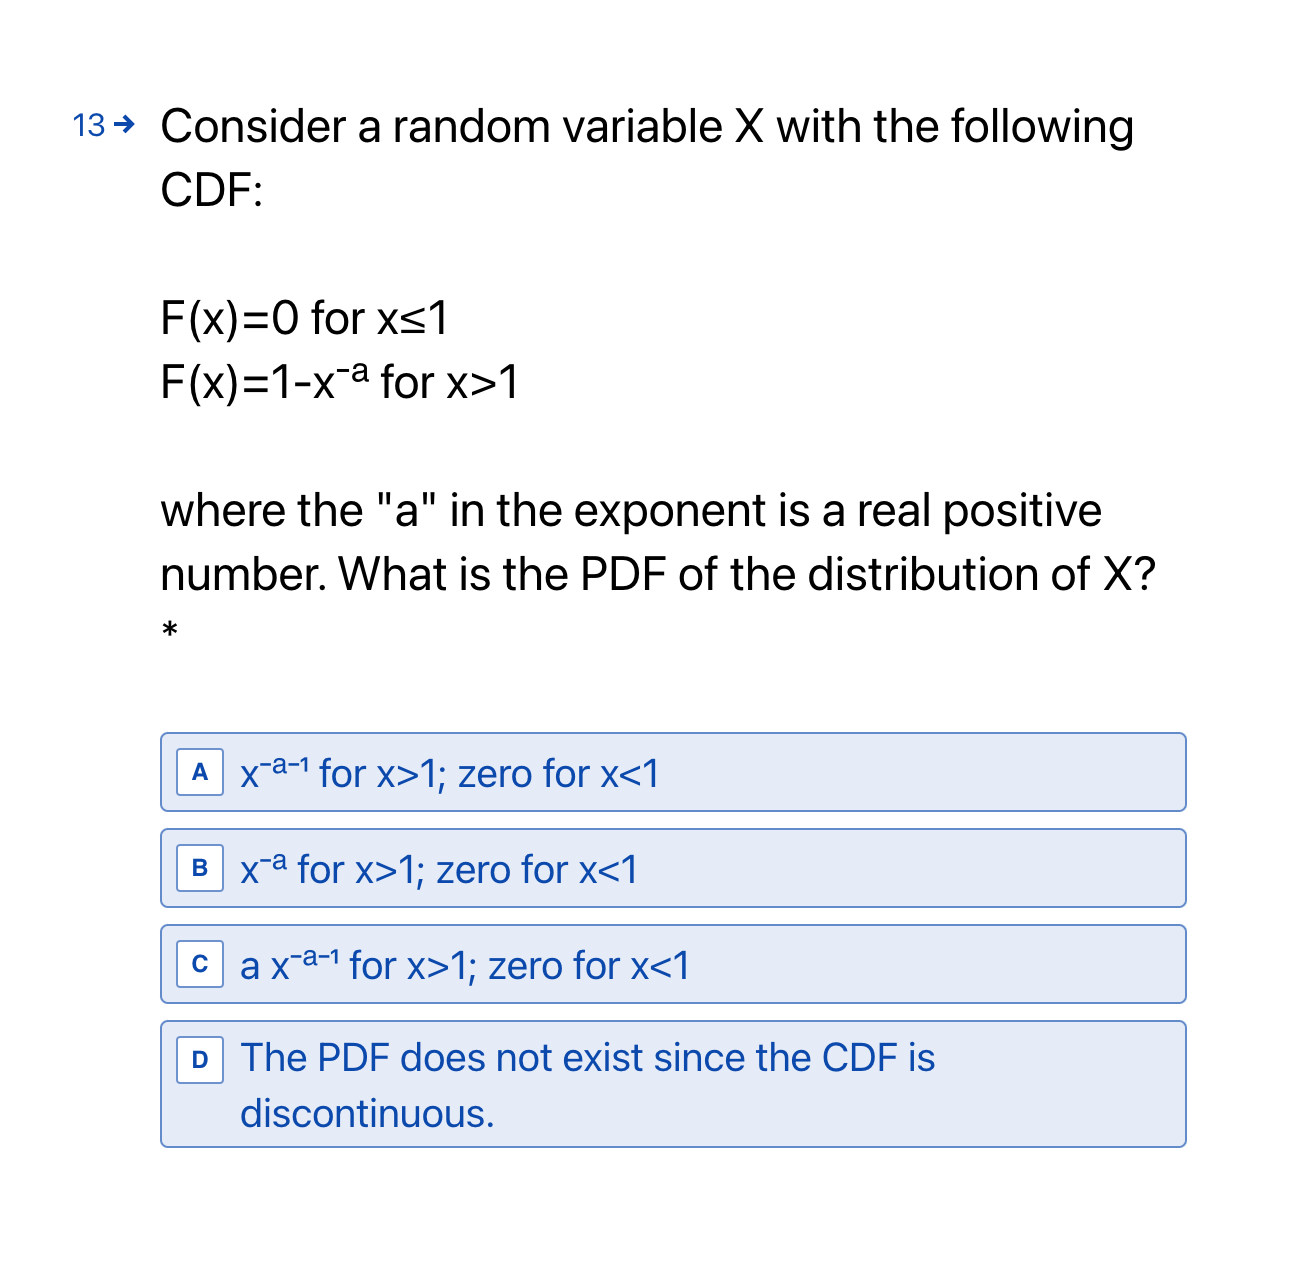 13 → Consider a random variable X with the following
CDF:
F(x)=0 for x≤1
F(x)=1-x⁻ᵃ for x>1
where the "a" in the exponent is a real positive
number. What is the PDF of the distribution of X?
*
A x⁻ᵃ⁻¹ for x>1; zero for x<1
B x⁻ᵃ for x>1; zero for x<1
C a x⁻ᵃ⁻¹ for x>1; zero for x<1
D The PDF does not exist since the CDF is
discontinuous.